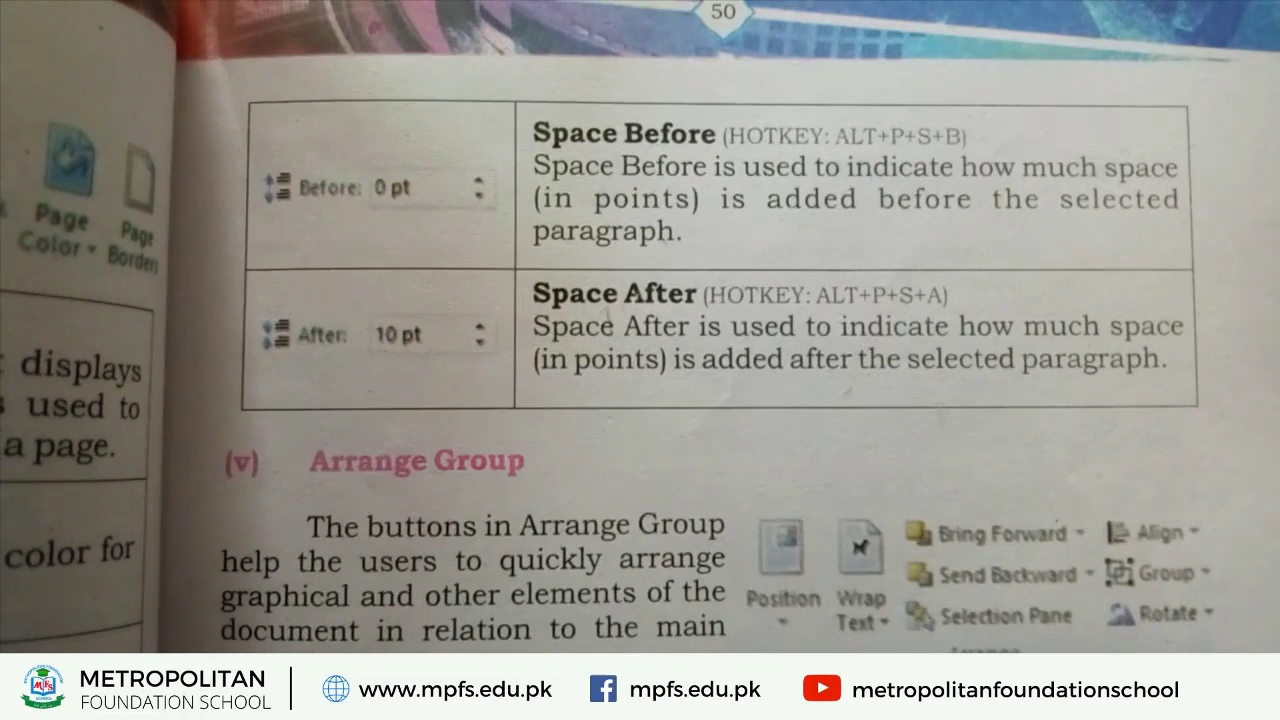 50
Page
Color
Page
Borders
displays
used to
a page.
color for
Before: 0 pt
Space Before (HOTKEY: ALT+P+S+B)
Space Before is used to indicate how much space
(in points) is added before the selected
paragraph.
After: 10 pt
Space After (HOTKEY: ALT+P+S+A)
Space After is used to indicate how much space
(in points) is added after the selected paragraph.
(v) Arrange Group
The buttons in Arrange Group
help the users to quickly arrange
graphical and other elements of the
document in relation to the main
Position
Wrap
Text
Bring Forward
Send Backward
Selection Pane
Align
Group
Rotate
METROPOLITAN
FOUNDATION SCHOOL
www.mpfs.edu.pk
mpfs.edu.pk
metropolitanfoundationschool